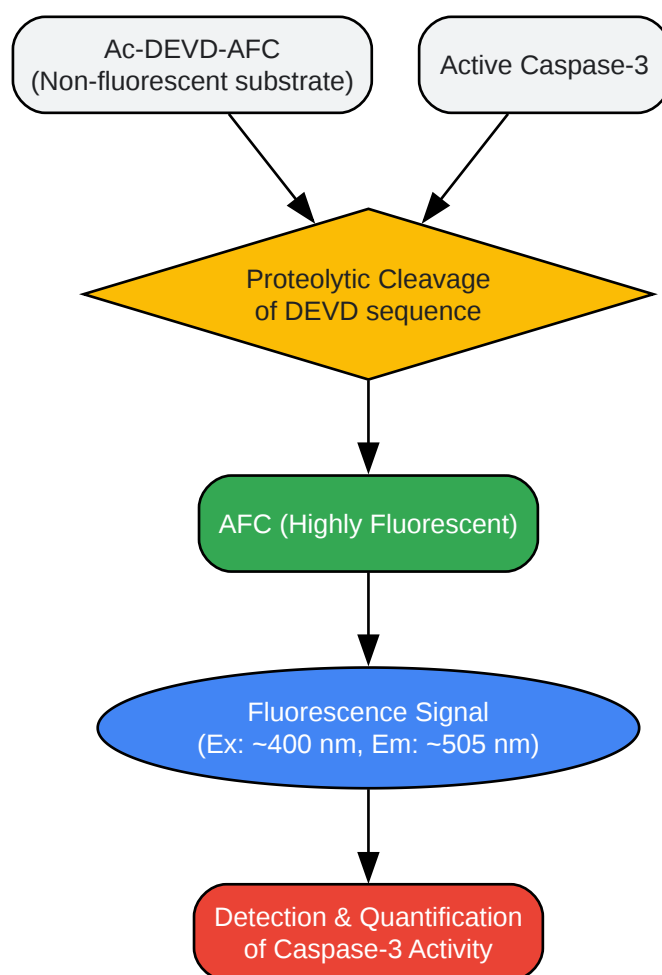 Ac-DEVD-AFC
(Non-fluorescent substrate)
Active Caspase-3
Proteolytic Cleavage
of DEVD sequence
AFC (Highly Fluorescent)
Fluorescence Signal
(Ex: ~400 nm, Em: ~505 nm)
Detection & Quantification
of Caspase-3 Activity